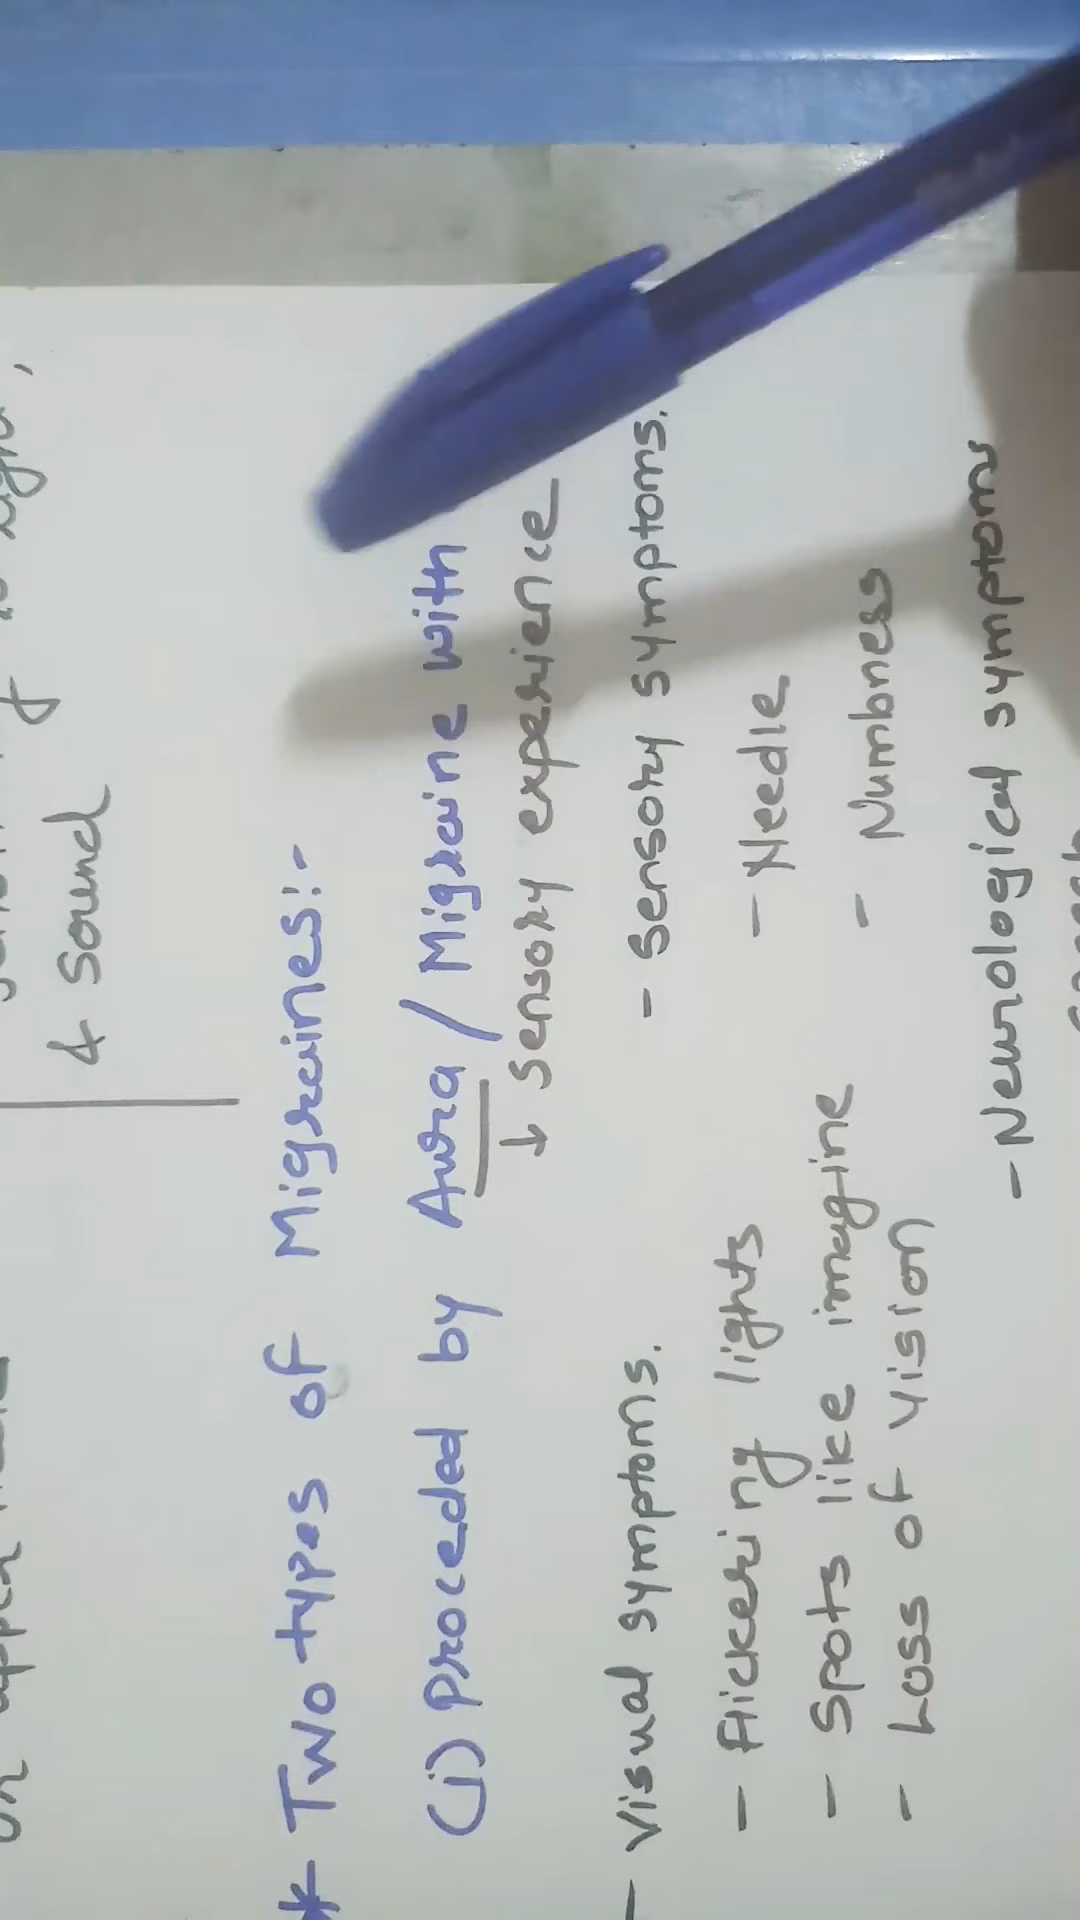 & Sound
* Two types of Migraines:-
(i) Proceded by Aura / Migraine with
↓ Sensory experience
- Visual symptoms. - Sensory symptoms.
- flickering lights - Needle
- Spots like imagine - Numbness
- Loss of vision
- Neurological symptoms